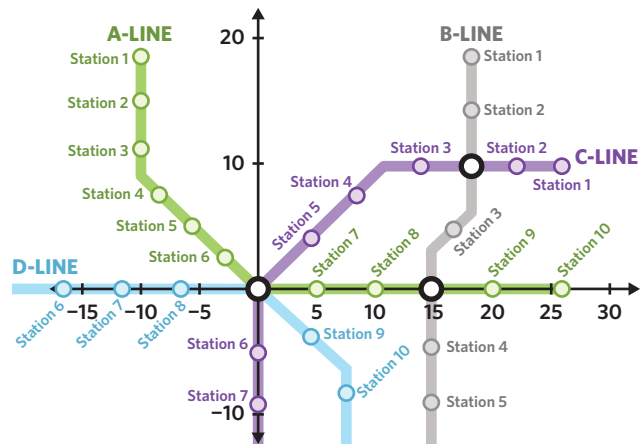 A-LINE
20
B-LINE
Station 1
Station 1
Station 2
Station 2
Station 3
Station 3
Station 2
C-LINE
10
Station 1
Station 4
Station 4
Station 5
Station 5
Station 3
Station 6
Station 7
Station 8
Station 9
Station 10
D-LINE
−15
−10
−5
5
10
15
20
25
30
Station 6
Station 7
Station 8
Station 9
Station 6
Station 10
Station 4
Station 7
Station 5
−10